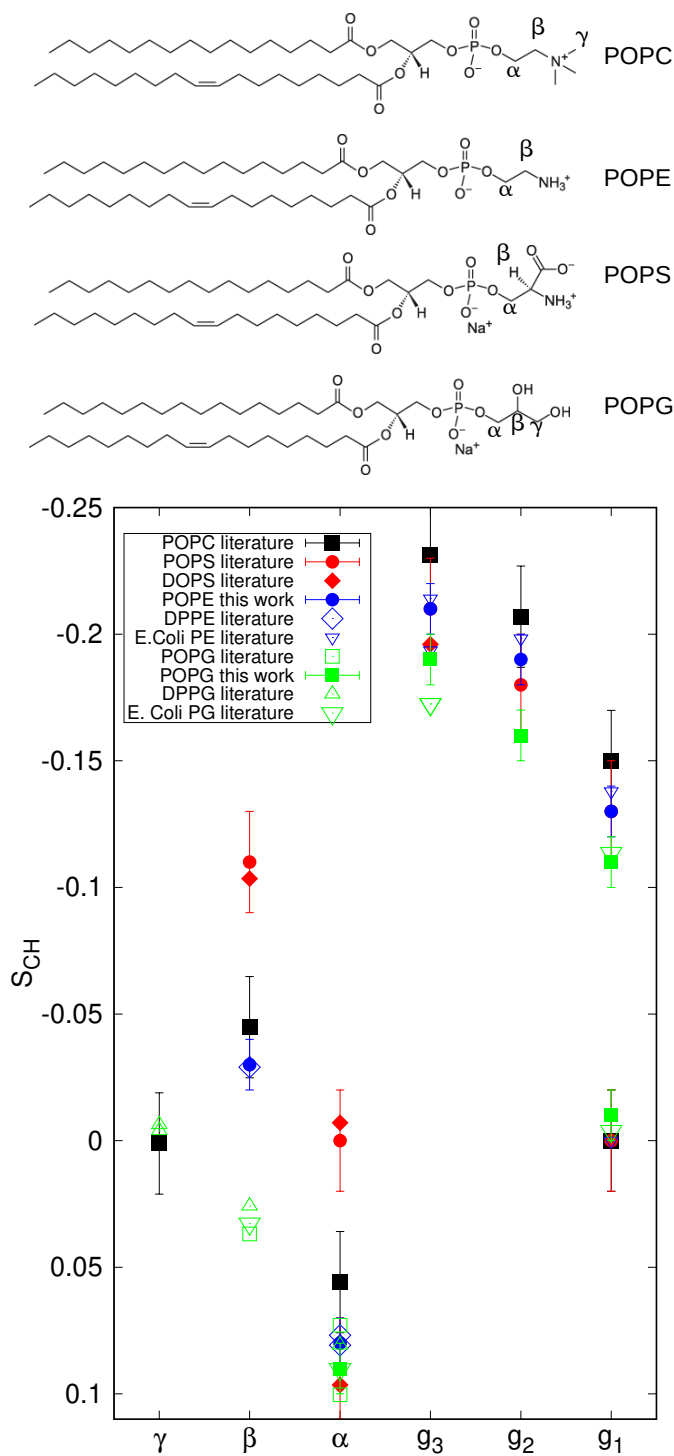 O
O
O
P
O
O⁻
O
O
H
α
β
γ
N⁺
POPC
O
O
O
P
O
O⁻
O
O
H
α
β
NH₃⁺
POPE
O
O
O
P
O
O⁻
O
O
H
Na⁺
α
β
H
O
O⁻
NH₃⁺
POPS
O
O
O
P
O
O⁻
O
O
H
Na⁺
α
β
γ
OH
OH
POPG
-0.25
-0.2
-0.15
-0.1
-0.05
0
0.05
0.1
S_CH
POPC literature
POPS literature
DOPS literature
POPE this work
DPPE literature
E.Coli PE literature
POPG literature
POPG this work
DPPG literature
E. Coli PG literature
γ β α g₃ g₂ g₁